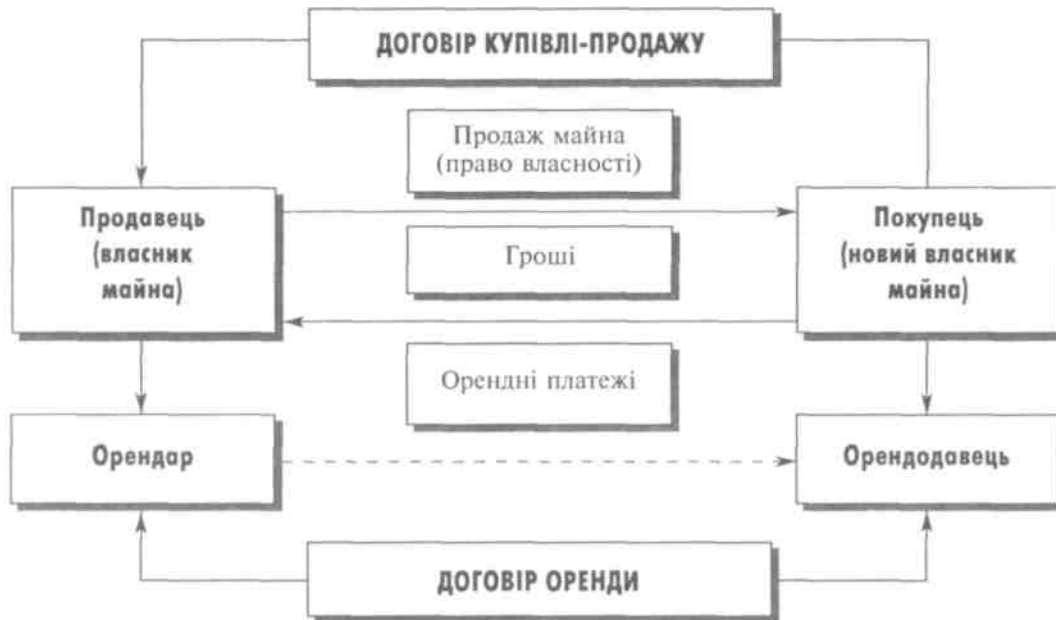 ДОГОВІР КУПІВЛІ-ПРОДАЖУ
Продаж майна
(право власності)
Продавець
(власник
майна)
Гроші
Покупець
(новий власник
майна)
Орендні платежі
Орендар
Орендодавець
ДОГОВІР ОРЕНДИ